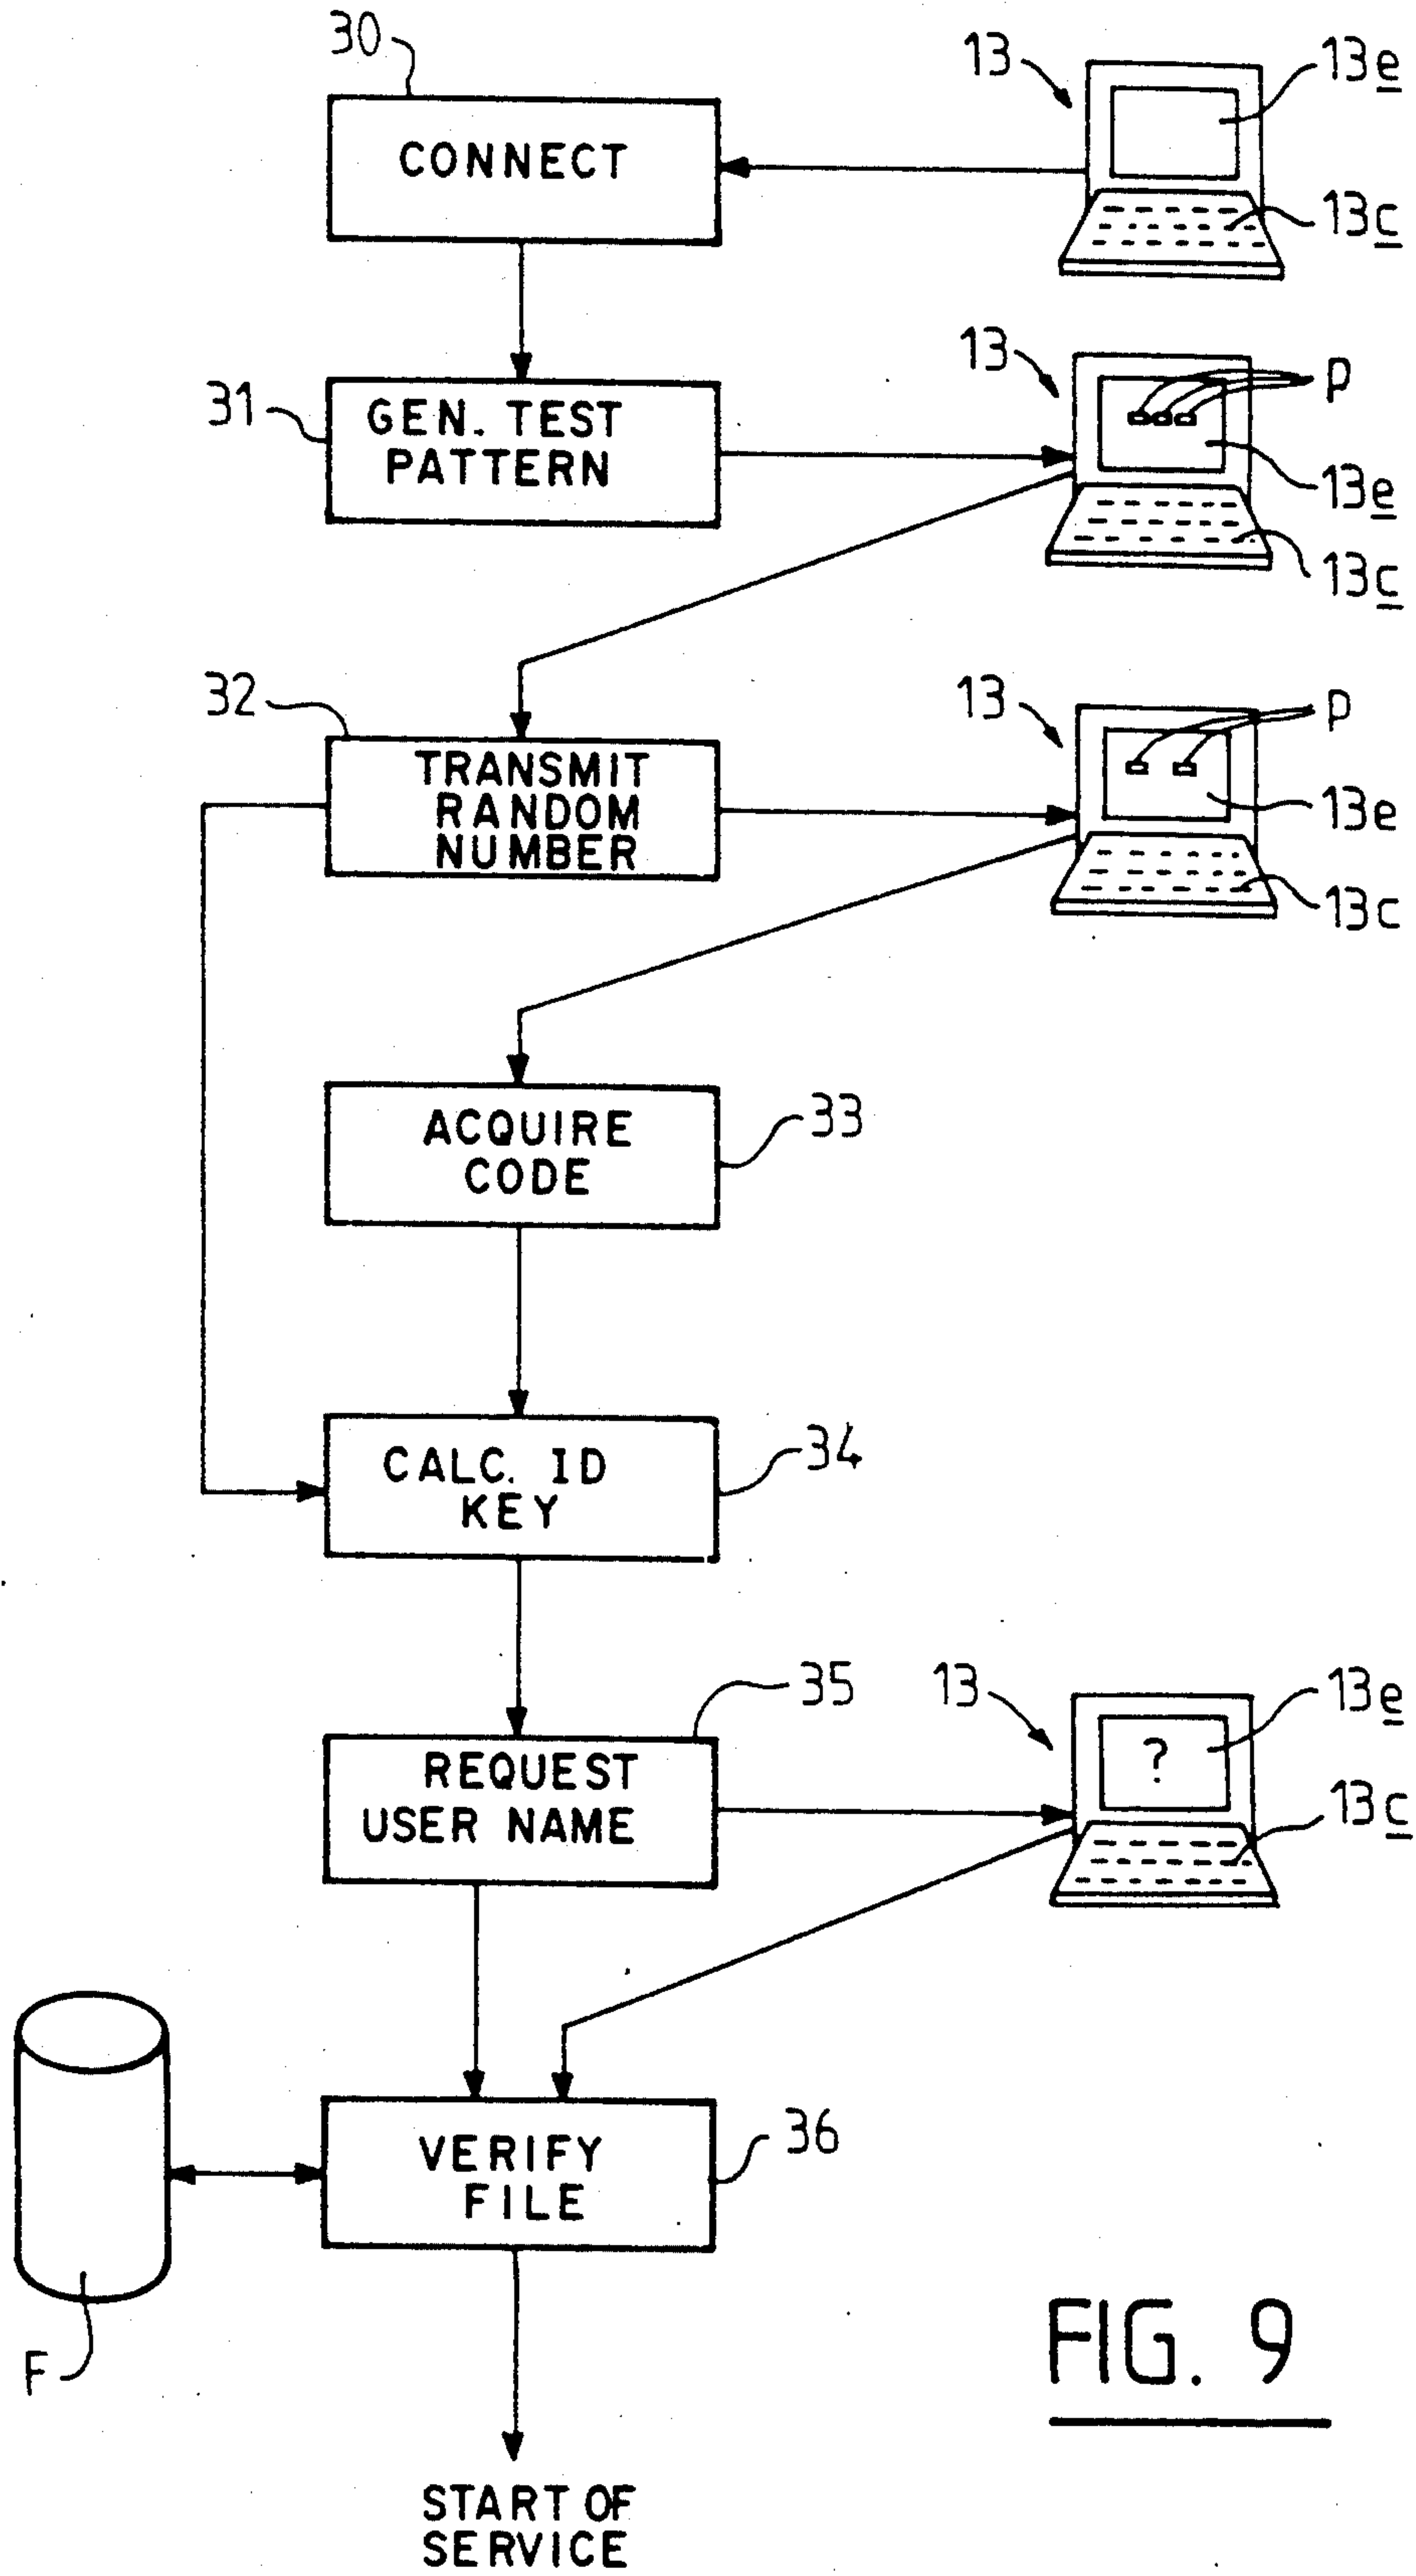 30
13
13e
CONNECT
13c
13
P
31
GEN. TEST
PATTERN
13e
13c
32
13
P
TRANSMIT
RANDOM
NUMBER
13e
13c
ACQUIRE
CODE
33
CALC. ID
KEY
34
35
13
13e
?
REQUEST
USER NAME
13c
VERIFY
FILE
36
F
FIG. 9
START OF
SERVICE